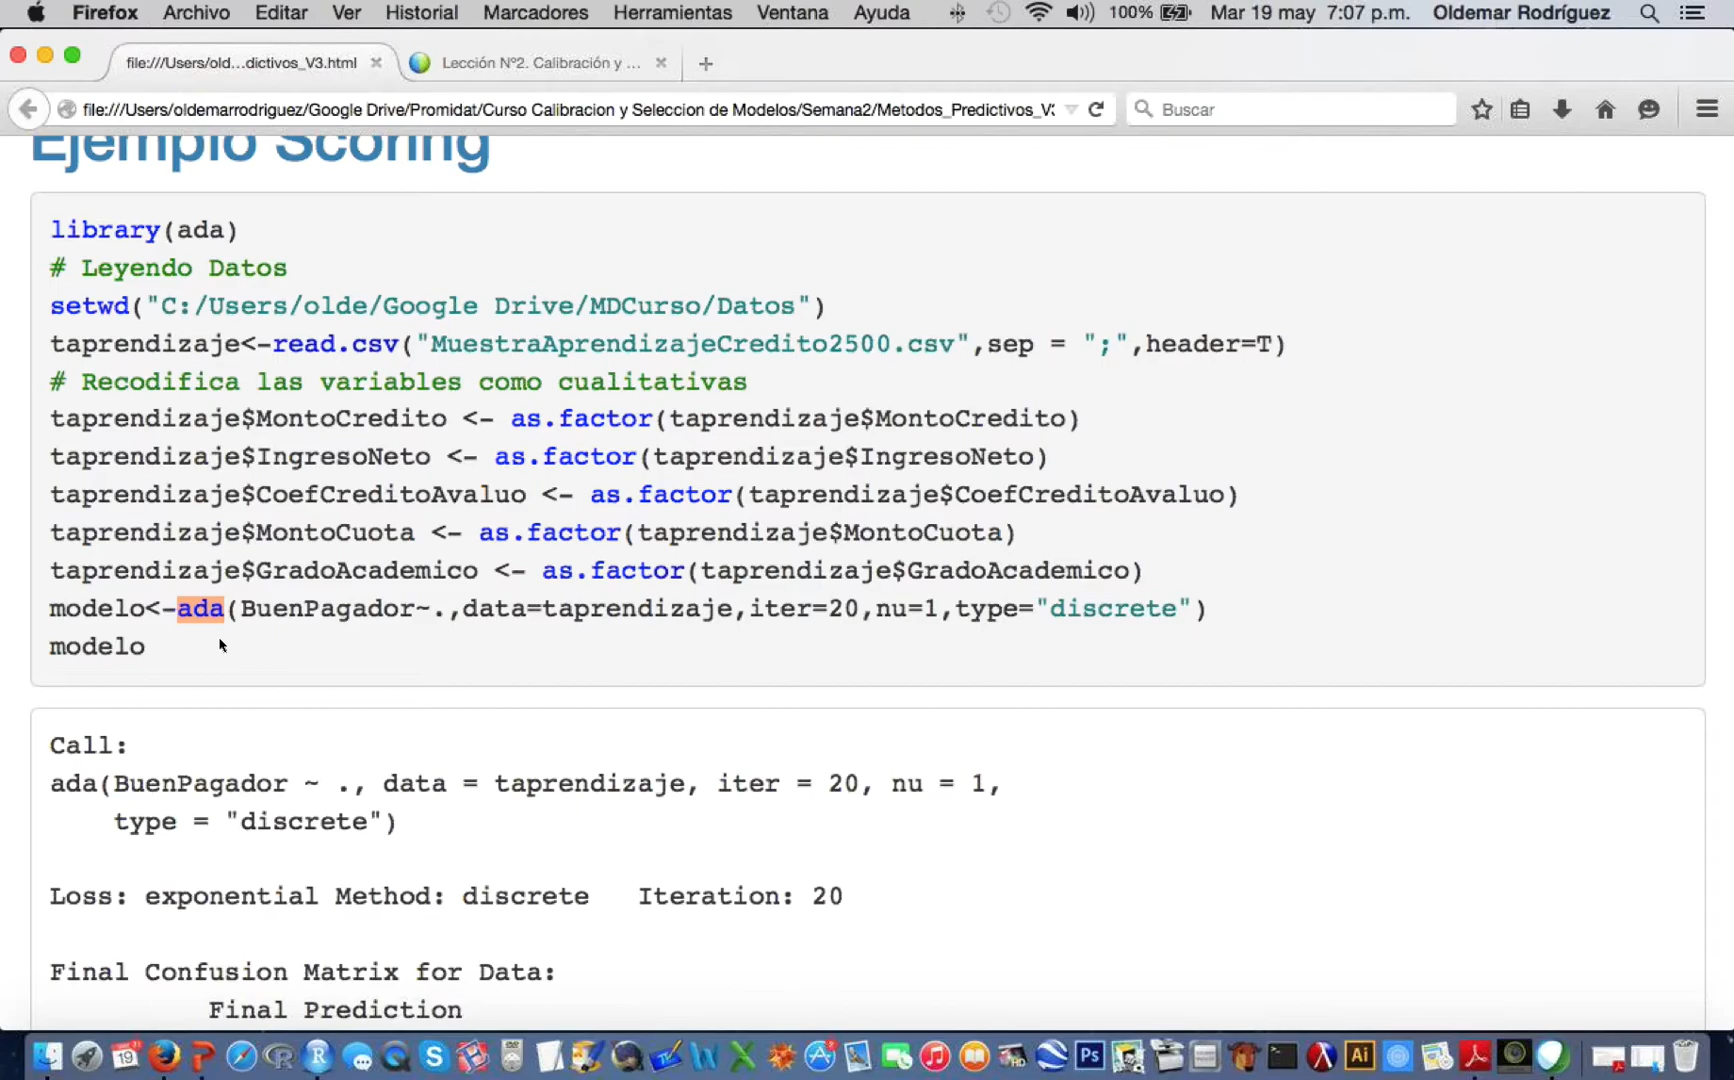 Firefox Archivo Editar Ver Historial Marcadores Herramientas Ventana Ayuda 100% Mar 19 may 7:07 p.m. Oldemar Rodríguez
file:///Users/old...dictivos_V3.html Lección Nº2. Calibración y ...
file:///Users/oldemarrodriguez/Google Drive/Promidat/Curso Calibracion y Seleccion de Modelos/Semana2/Metodos_Predictivos_V Buscar
Ejemplo Scoring
library(ada)
# Leyendo Datos
setwd("C:/Users/olde/Google Drive/MDCurso/Datos")
taprendizaje<-read.csv("MuestraAprendizajeCredito2500.csv",sep = ";",header=T)
# Recodifica las variables como cualitativas
taprendizaje$MontoCredito <- as.factor(taprendizaje$MontoCredito)
taprendizaje$IngresoNeto <- as.factor(taprendizaje$IngresoNeto)
taprendizaje$CoefCreditoAvaluo <- as.factor(taprendizaje$CoefCreditoAvaluo)
taprendizaje$MontoCuota <- as.factor(taprendizaje$MontoCuota)
taprendizaje$GradoAcademico <- as.factor(taprendizaje$GradoAcademico)
modelo<-ada(BuenPagador~.,data=taprendizaje,iter=20,nu=1,type="discrete")
modelo
Call:
ada(BuenPagador ~ ., data = taprendizaje, iter = 20, nu = 1,
type = "discrete")
Loss: exponential Method: discrete Iteration: 20
Final Confusion Matrix for Data:
Final Prediction
19 Ps Ai